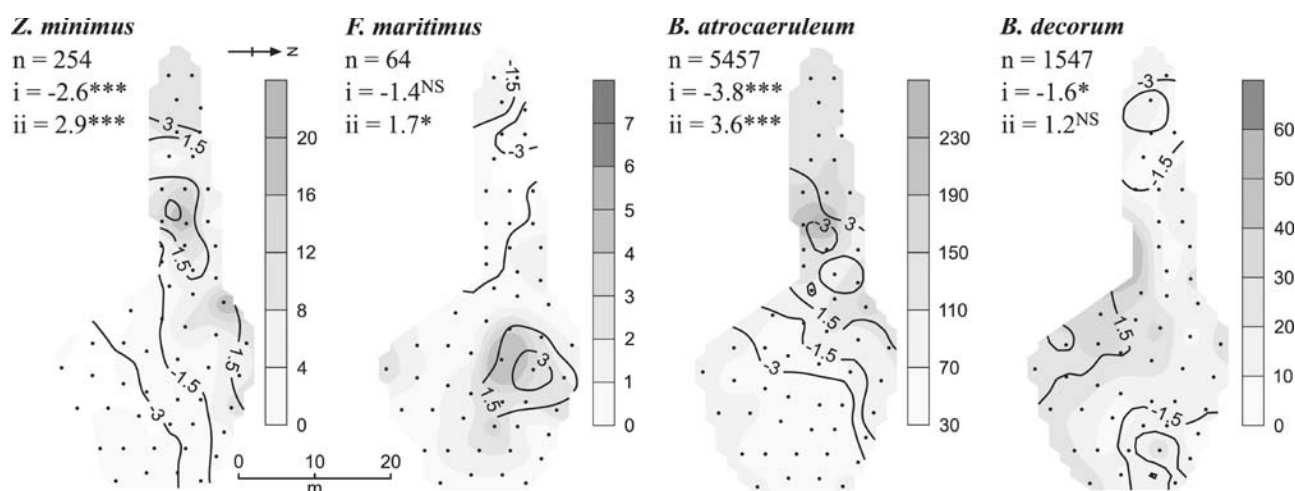 Z. minimus
n = 254
i = -2.6***
ii = 2.9***
N
3
1.5
1.5
-1.5
-3
1.5
20
16
12
8
4
0
0 10 20
m
F. maritimus
n = 64
i = -1.4NS
ii = 1.7*
-1.5
-3
3
1.5
7
6
5
4
3
2
1
0
B. atrocaeruleum
n = 5457
i = -3.8***
ii = 3.6***
3
-3
1.5
-1.5
-3
230
190
150
110
70
30
B. decorum
n = 1547
i = -1.6*
ii = 1.2NS
-3
-1.5
1.5
-1.5
60
50
40
30
20
10
0